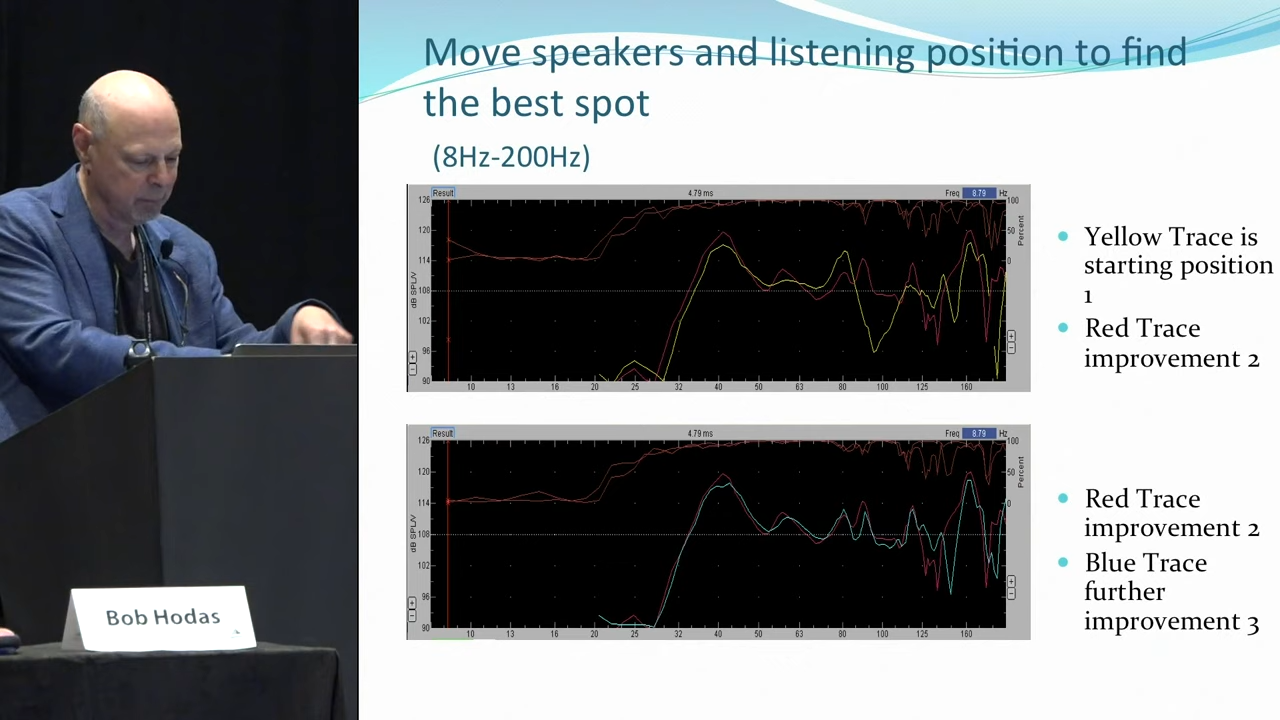 Move speakers and listening position to find
the best spot
(8Hz-200Hz)
Result 4.79 ms Freq 8.79 Hz
126
120
114
108
102
96
90
dB SPL/V
100
50
0
Percent
10 13 16 20 25 32 40 50 63 80 100 125 160
Yellow Trace is
starting position
1
Red Trace
improvement 2
Result 4.79 ms Freq 8.79 Hz
126
120
114
108
102
96
90
dB SPL/V
100
50
0
Percent
10 13 16 20 25 32 40 50 63 80 100 125 160
Red Trace
improvement 2
Blue Trace
further
improvement 3
Bob Hodas